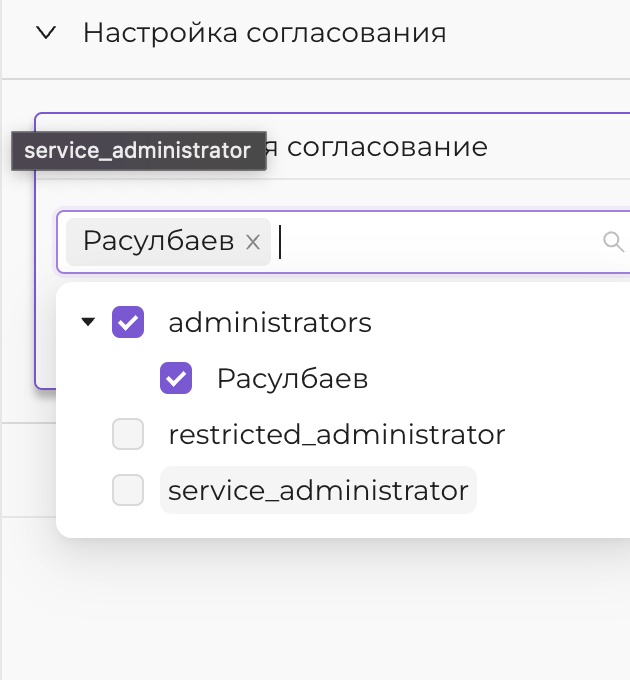 Настройка согласования
service_administrator
я согласование
Расулбаев
administrators
Расулбаев
restricted_administrator
service_administrator